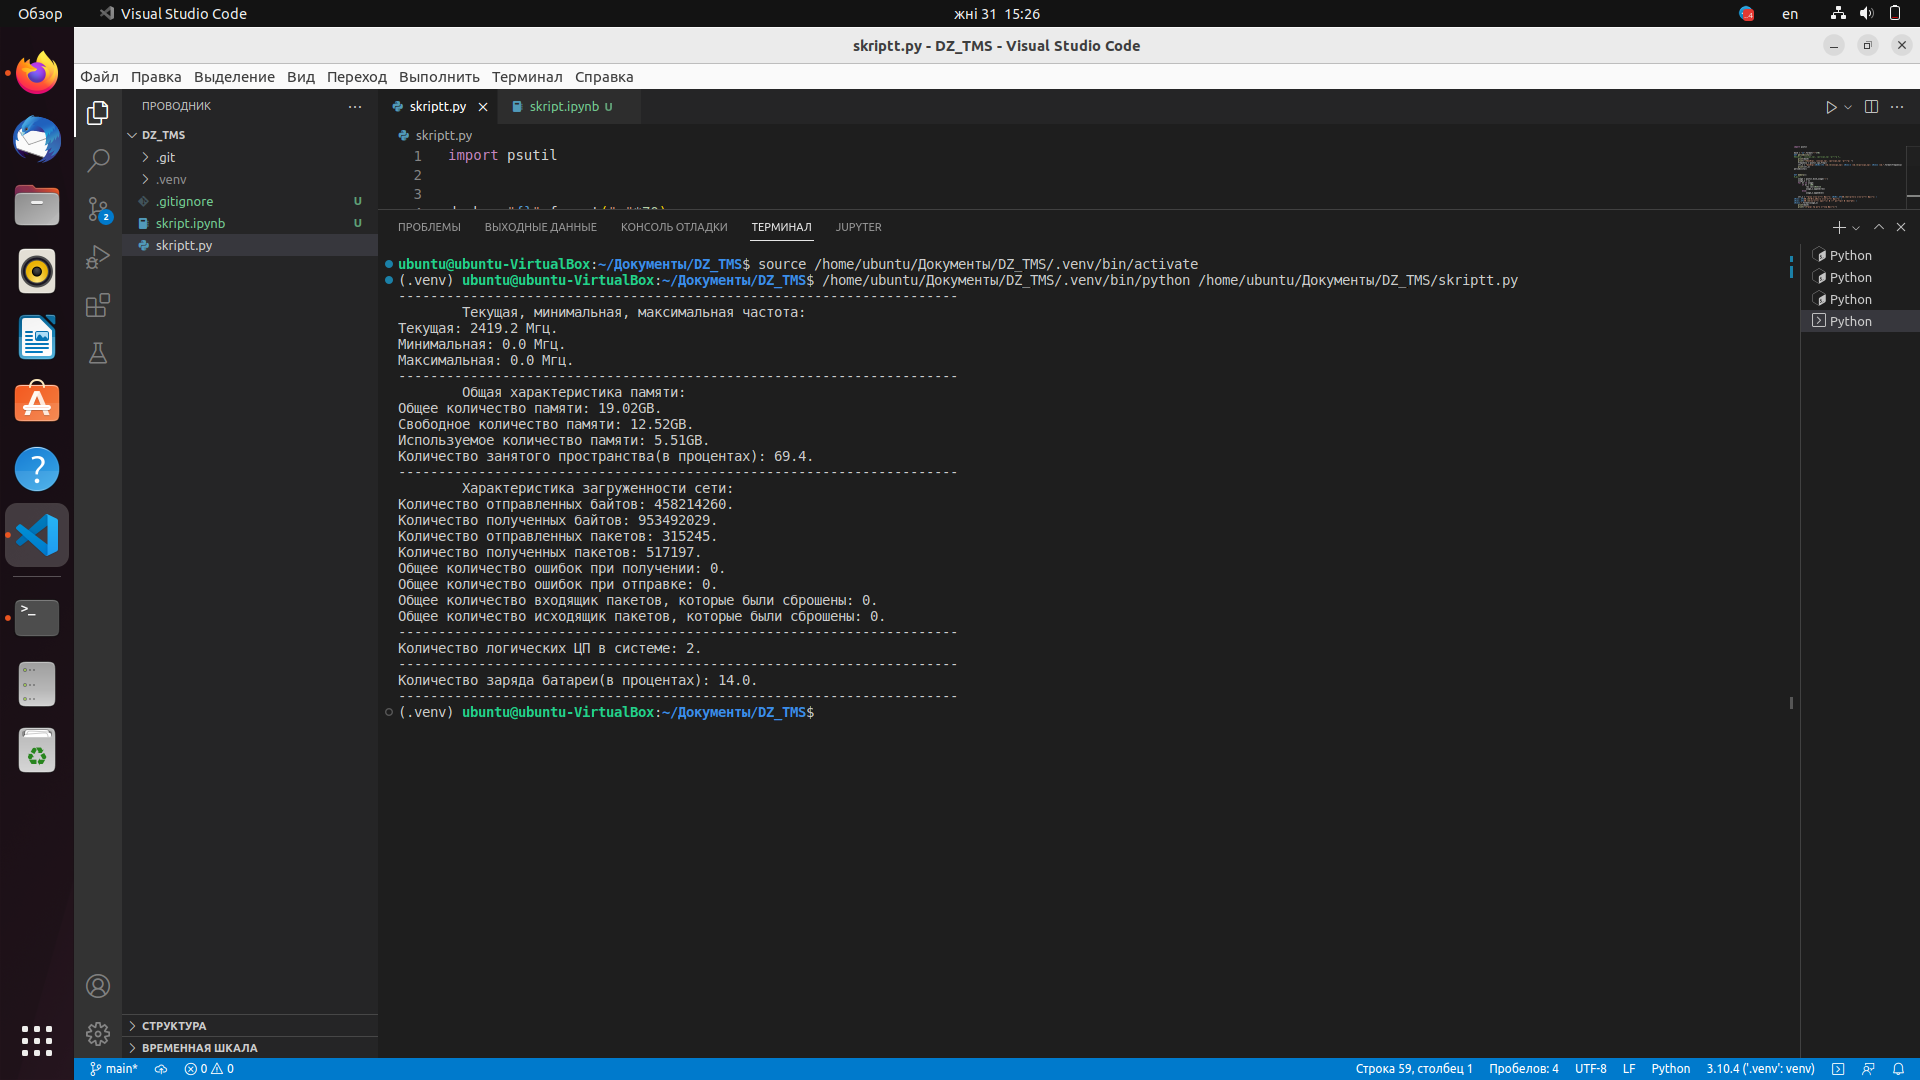 Обзор
Visual Studio Code
жні 31 15:26
en
skriptt.py - DZ_TMS - Visual Studio Code
Файл Правка Выделение Вид Переход Выполнить Терминал Справка
ПРОВОДНИК
DZ_TMS
.git
.venv
.gitignore U
skript.ipynb U
skriptt.py
2
СТРУКТУРА
ВРЕМЕННАЯ ШКАЛА
skriptt.py
skript.ipynb U
skriptt.py
1 import psutil
2
3
ПРОБЛЕМЫ ВЫХОДНЫЕ ДАННЫЕ КОНСОЛЬ ОТЛАДКИ ТЕРМИНАЛ JUPYTER
ubuntu@ubuntu-VirtualBox:~/Документы/DZ_TMS$ source /home/ubuntu/Документы/DZ_TMS/.venv/bin/activate
(.venv) ubuntu@ubuntu-VirtualBox:~/Документы/DZ_TMS$ /home/ubuntu/Документы/DZ_TMS/.venv/bin/python /home/ubuntu/Документы/DZ_TMS/skriptt.py
----------------------------------------------------------------------
Текущая, минимальная, максимальная частота:
Текущая: 2419.2 Мгц.
Минимальная: 0.0 Мгц.
Максимальная: 0.0 Мгц.
----------------------------------------------------------------------
Общая характеристика памяти:
Общее количество памяти: 19.02GB.
Свободное количество памяти: 12.52GB.
Используемое количество памяти: 5.51GB.
Количество занятого пространства(в процентах): 69.4.
----------------------------------------------------------------------
Характеристика загруженности сети:
Количество отправленных байтов: 458214260.
Количество полученных байтов: 953492029.
Количество отправленных пакетов: 315245.
Количество полученных пакетов: 517197.
Общее количество ошибок при получении: 0.
Общее количество ошибок при отправке: 0.
Общее количество входящик пакетов, которые были сброшены: 0.
Общее количество исходящик пакетов, которые были сброшены: 0.
----------------------------------------------------------------------
Количество логических ЦП в системе: 2.
----------------------------------------------------------------------
Количество заряда батареи(в процентах): 14.0.
----------------------------------------------------------------------
(.venv) ubuntu@ubuntu-VirtualBox:~/Документы/DZ_TMS$
Python
Python
Python
Python
main* 0 0
Строка 59, столбец 1 Пробелов: 4 UTF-8 LF Python 3.10.4 ('.venv': venv)